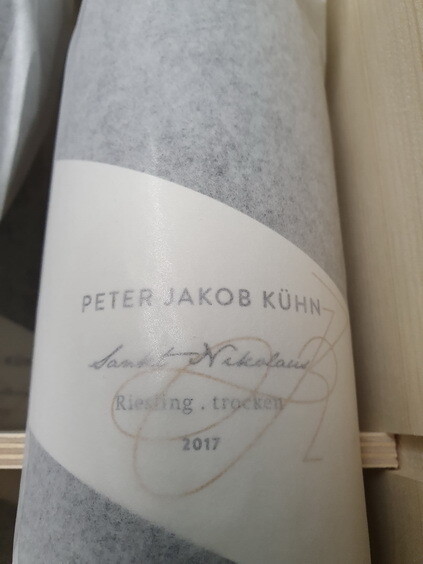 PETER JAKOB KÜHN
Sankt Nikolaus
Riesling . trocken
2017